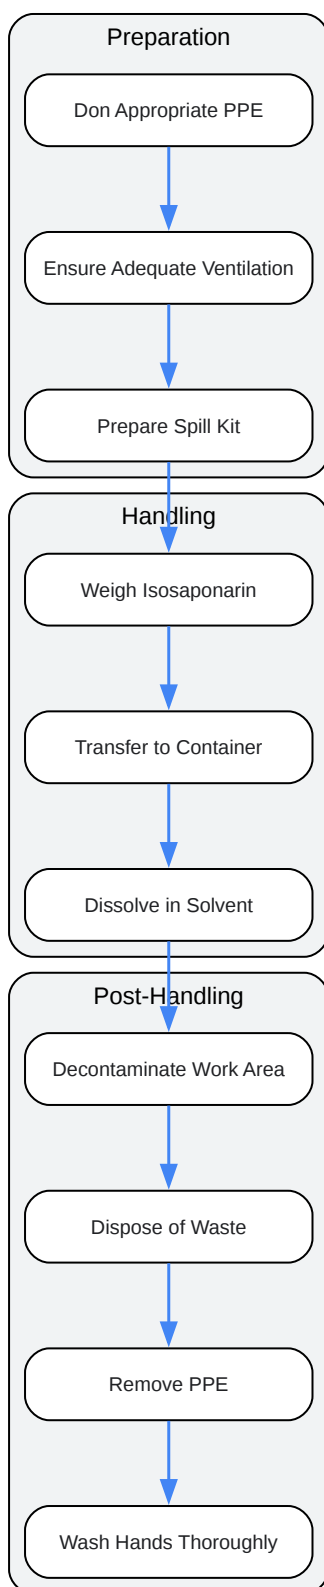 Preparation
Don Appropriate PPE
Ensure Adequate Ventilation
Prepare Spill Kit
Handling
Weigh Isosaponarin
Transfer to Container
Dissolve in Solvent
Post-Handling
Decontaminate Work Area
Dispose of Waste
Remove PPE
Wash Hands Thoroughly